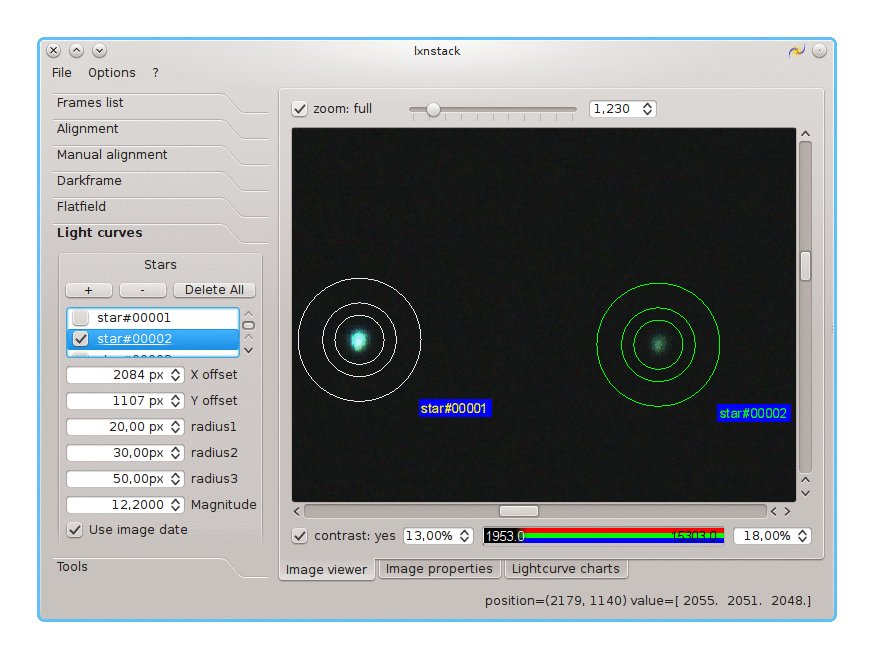 lxnstack
File Options ?
Frames list
Alignment
Manual alignment
Darkframe
Flatfield
Light curves
Stars
+ - Delete All
star#00001
star#00002
2084 px X offset
1107 px Y offset
20,00 px radius1
30,00px radius2
50,00px radius3
12,2000 Magnitude
Use image date
Tools
zoom: full 1,230
star#00001
star#00002
contrast: yes 13,00% 1953.0 15303.0 18,00%
Image viewer Image properties Lightcurve charts
position=(2179, 1140) value=[ 2055. 2051. 2048.]